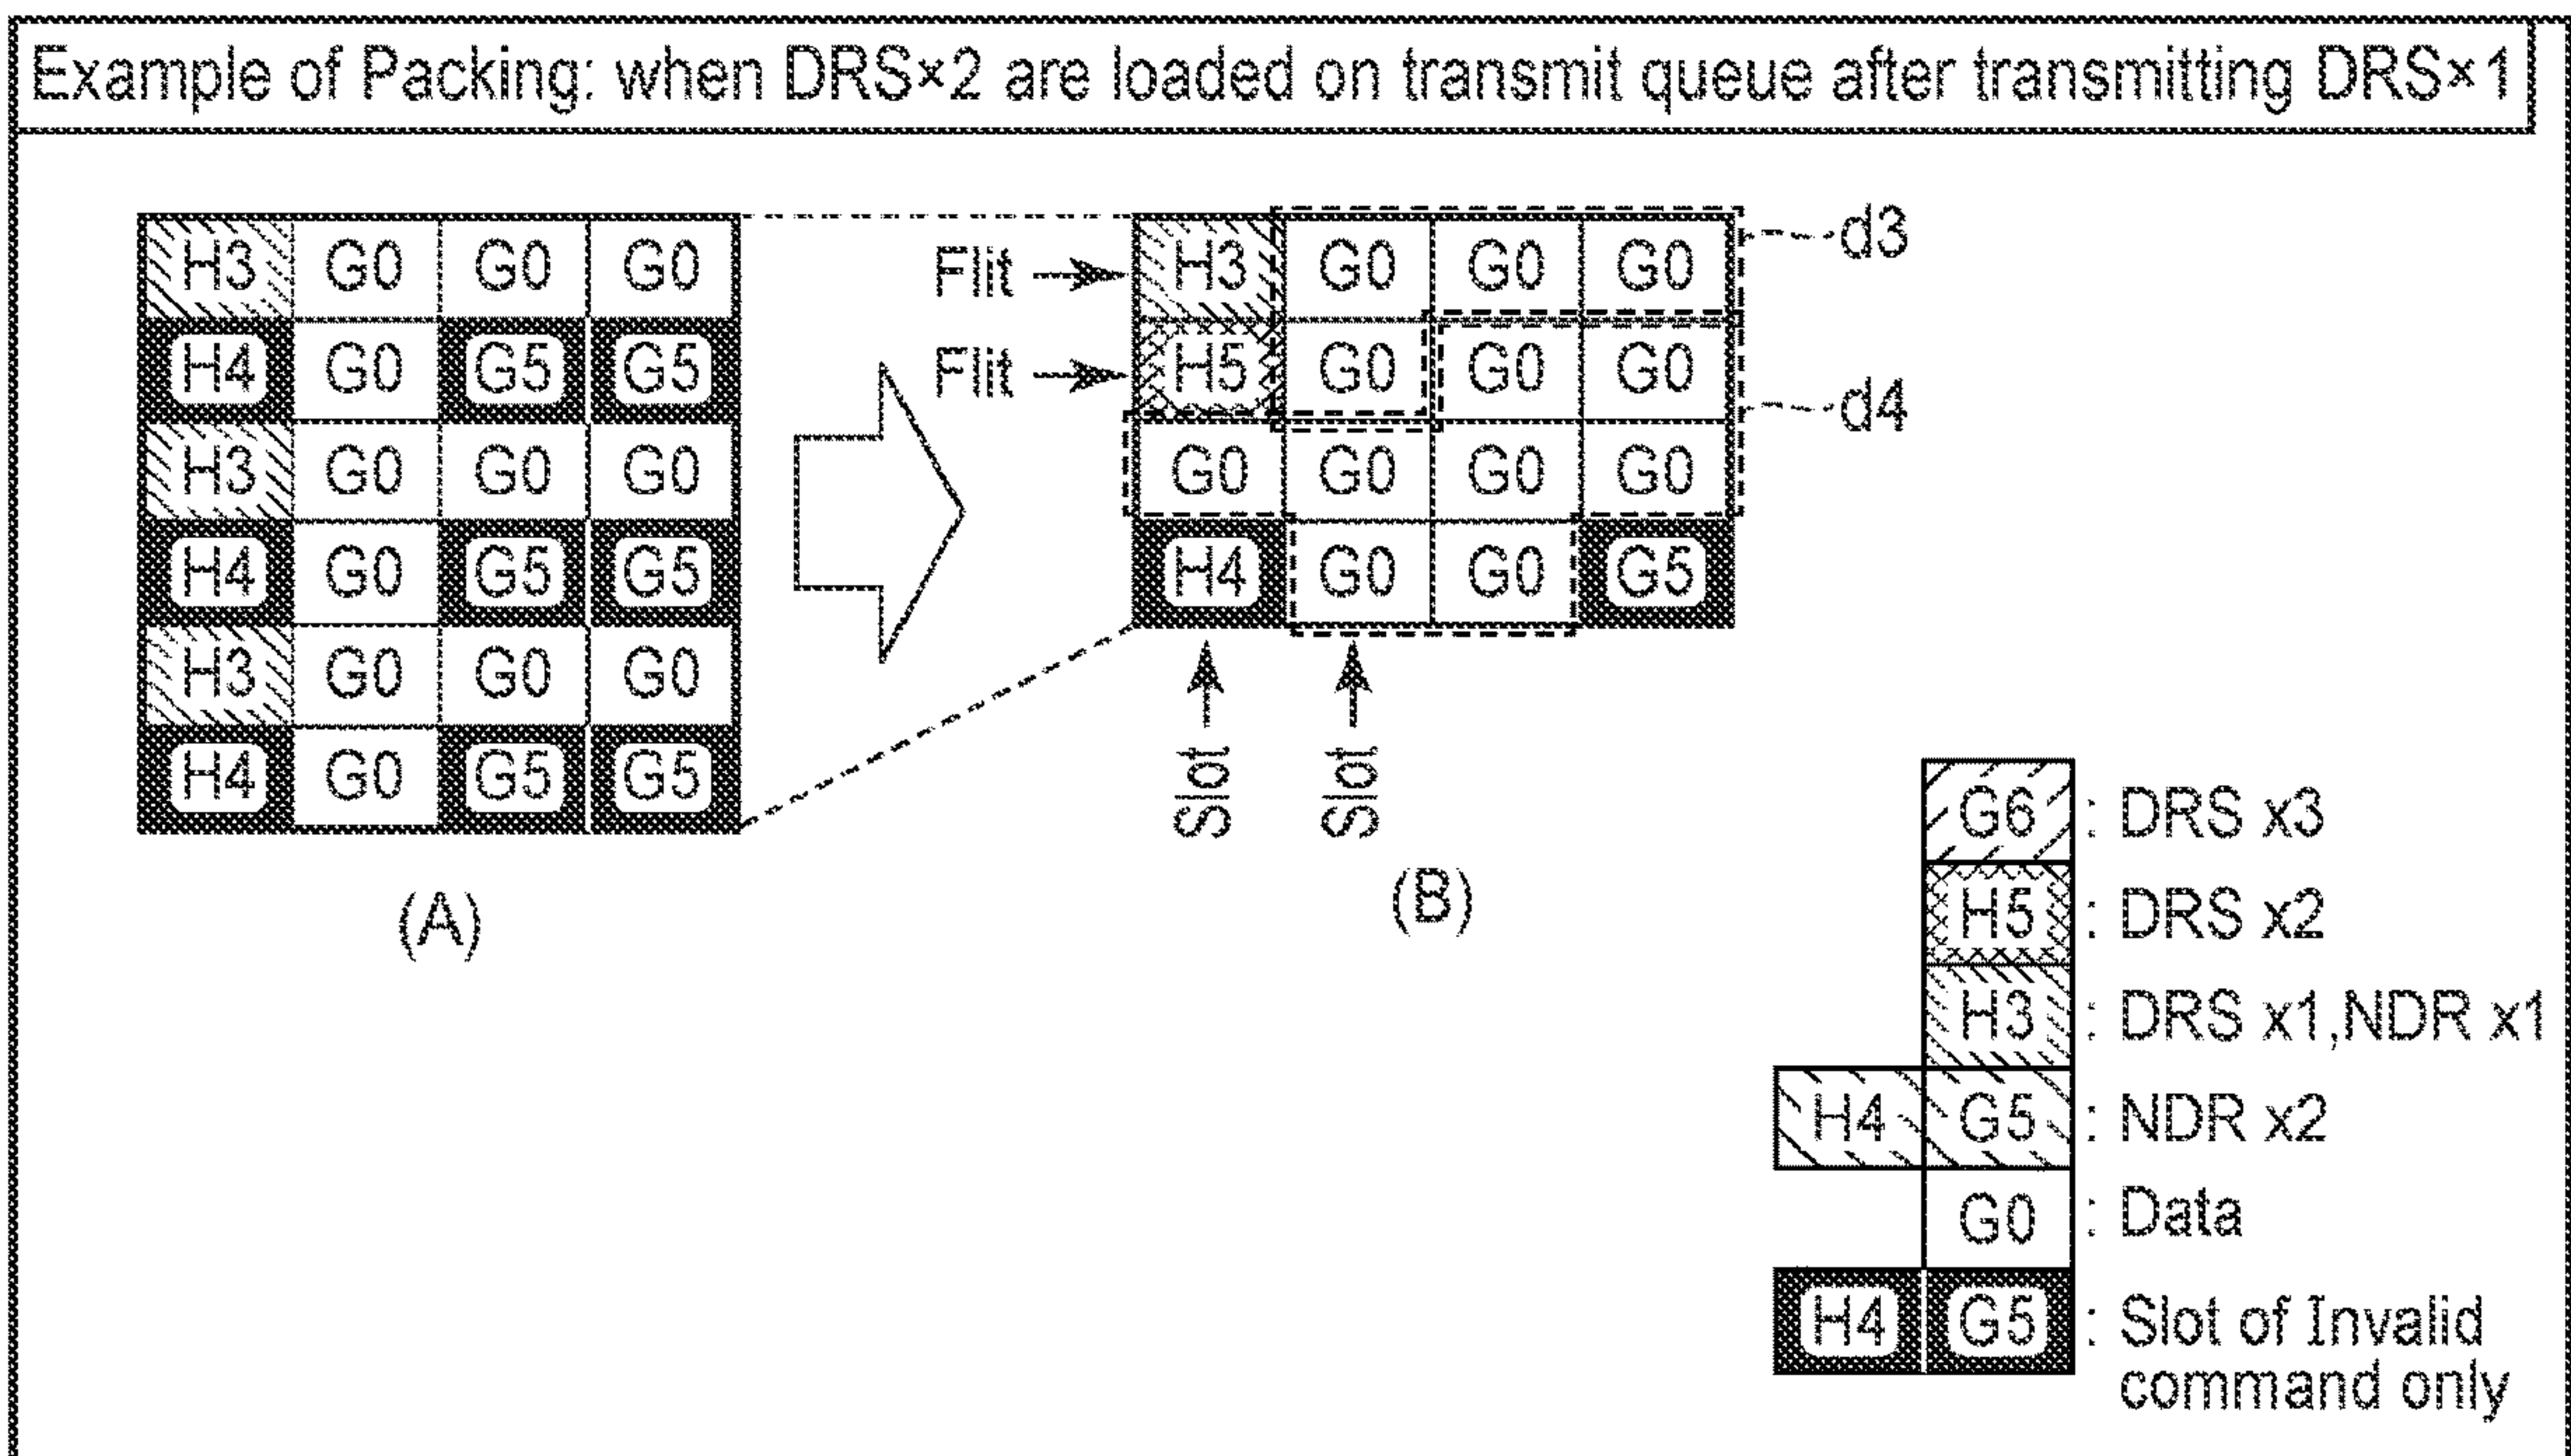 Example of Packing: when DRS×2 are loaded on transmit queue after transmitting DRS×1
H3 G0 G0 G0
H4 G0 G5 G5
H3 G0 G0 G0
H4 G0 G5 G5
H3 G0 G0 G0
H4 G0 G5 G5
(A)
Flit H3 G0 G0 G0 d3
Flit H5 G0 G0 G0 d4
G0 G0 G0 G0
H4 G0 G0 G5
Slot Slot
(B)
G6 : DRS x3
H5 : DRS x2
H3 : DRS x1,NDR x1
H4 G5 : NDR x2
G0 : Data
H4 G5 : Slot of Invalid
command only